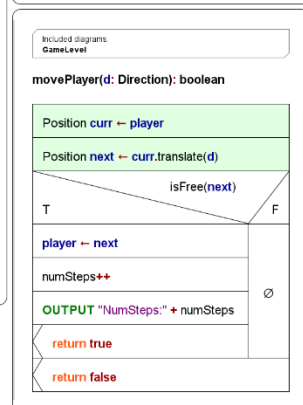 Included diagrams:
GameLevel
movePlayer(d: Direction): boolean
Position curr ← player
Position next ← curr.translate(d)
isFree(next)
T F
player ← next
numSteps++
∅
OUTPUT "NumSteps:" + numSteps
return true
return false